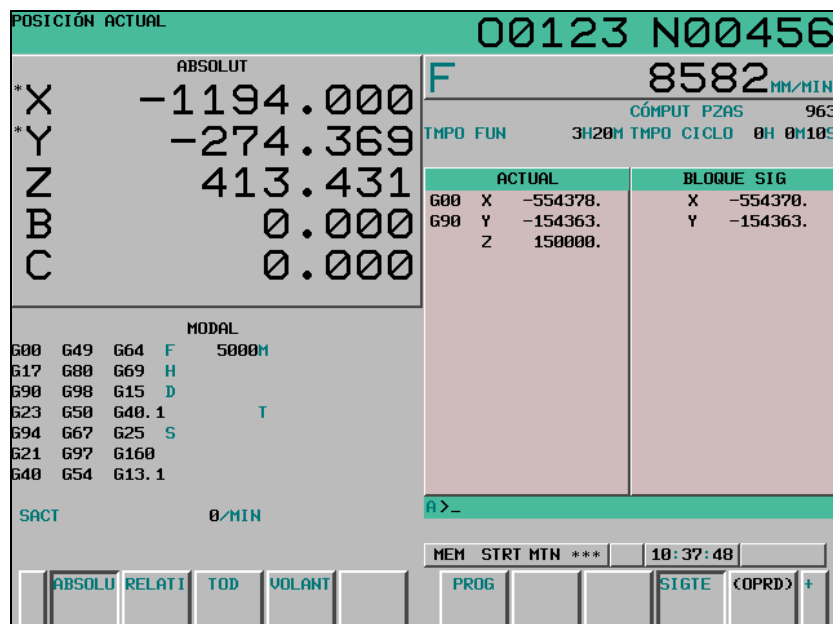 POSICIÓN ACTUAL
O0123 N00456
ABSOLUT
*X -1194.000
*Y -274.369
Z 413.431
B 0.000
C 0.000
F 8582 MM/MIN
CÓMPUT PZAS 963
TMPO FUN 3H20M TMPO CICLO 0H 0M10S
ACTUAL
G00 X -554378.
G90 Y -154363.
Z 150000.
BLOQUE SIG
X -554370.
Y -154363.
MODAL
G00 G49 G64 F 5000M
G17 G80 G69 H
G90 G98 G15 D
G23 G50 G40.1 T
G94 G67 G25 S
G21 G97 G160
G40 G54 G13.1
SACT 0/MIN
A>_
MEM STRT MTN *** 10:37:48
ABSOLU RELATI TOD VOLANT PROG SIGTE (OPRD) +